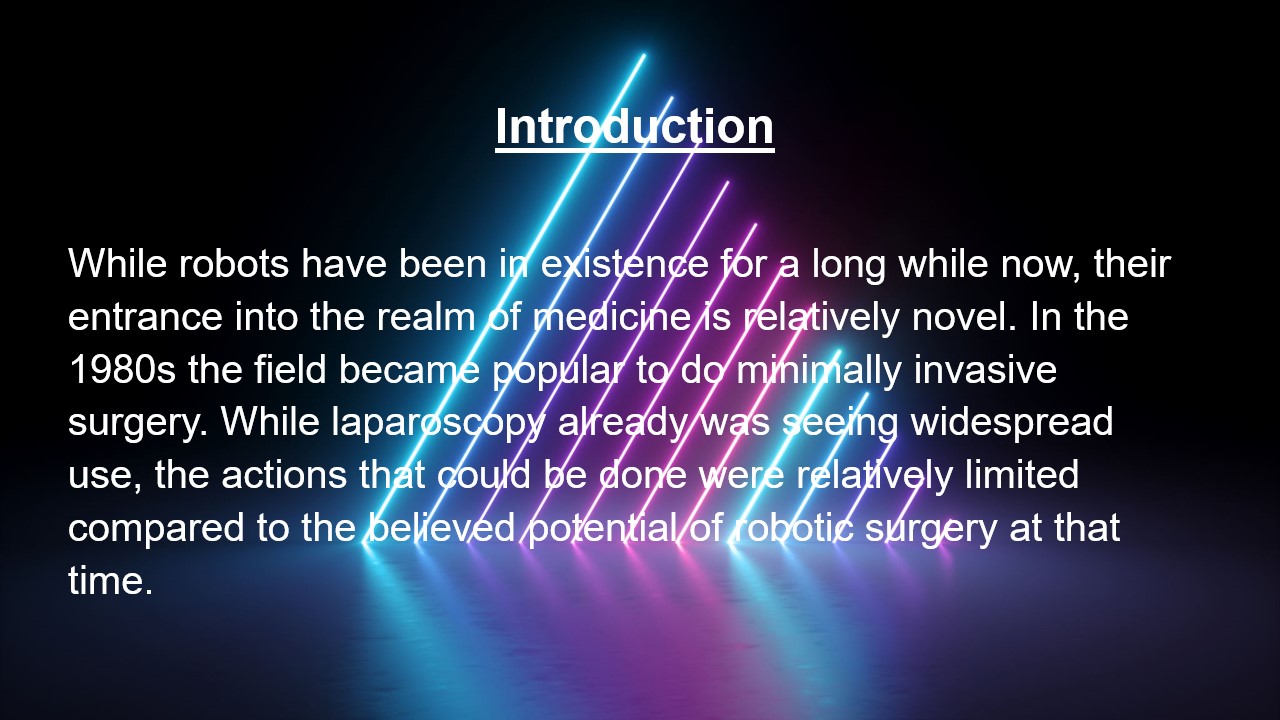 Introduction
While robots have been in existence for a long while now, their
entrance into the realm of medicine is relatively novel. In the
1980s the field became popular to do minimally invasive
surgery. While laparoscopy already was seeing widespread
use, the actions that could be done were relatively limited
compared to the believed potential of robotic surgery at that
time.